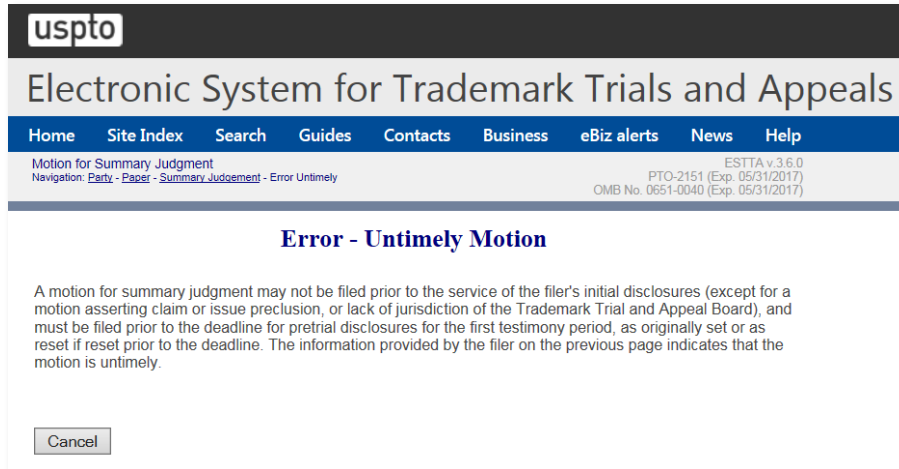 uspto
Electronic System for Trademark Trials and Appeals
Home Site Index Search Guides Contacts Business eBiz alerts News Help
Motion for Summary Judgment
Navigation: Party - Paper - Summary Judgement - Error Untimely
ESTTA v.3.6.0
PTO-2151 (Exp. 05/31/2017)
OMB No. 0651-0040 (Exp. 05/31/2017)
Error - Untimely Motion
A motion for summary judgment may not be filed prior to the service of the filer's initial disclosures (except for a
motion asserting claim or issue preclusion, or lack of jurisdiction of the Trademark Trial and Appeal Board), and
must be filed prior to the deadline for pretrial disclosures for the first testimony period, as originally set or as
reset if reset prior to the deadline. The information provided by the filer on the previous page indicates that the
motion is untimely.
Cancel